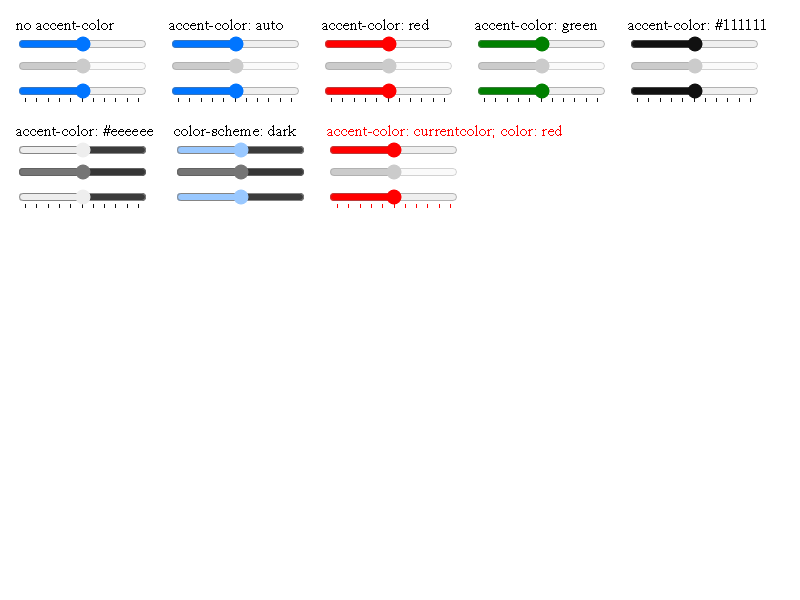 no accent-color
accent-color: auto
accent-color: red
accent-color: green
accent-color: #111111
accent-color: #eeeeee
color-scheme: dark
accent-color: currentcolor; color: red